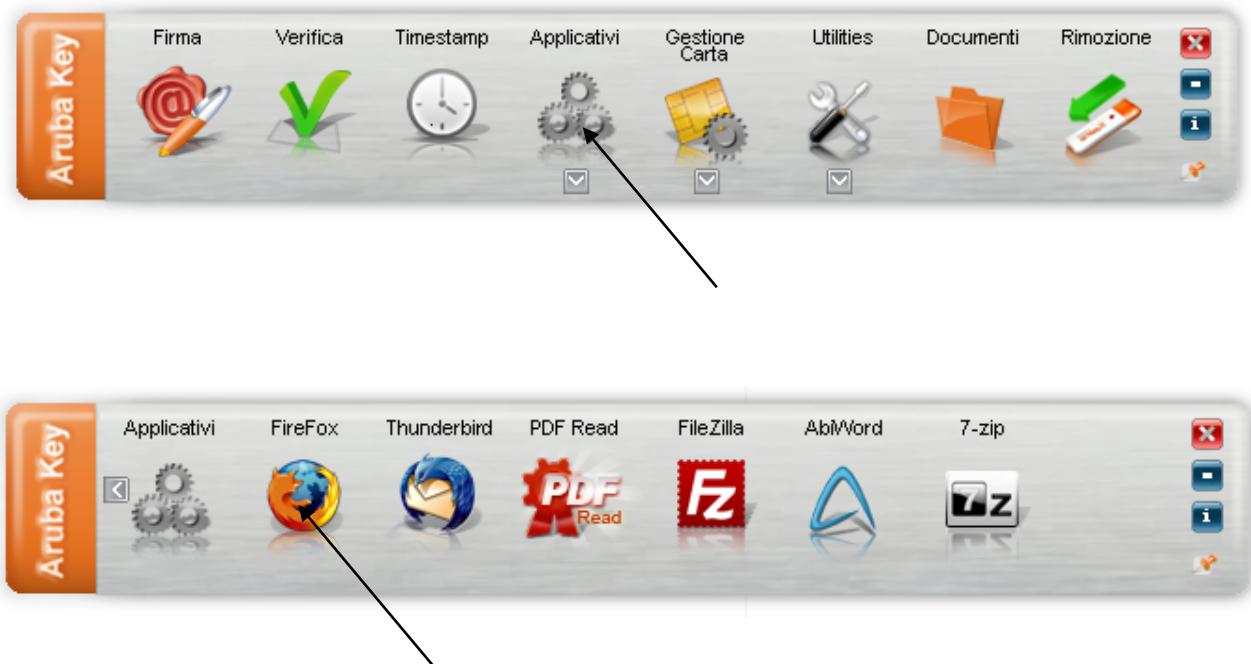 Aruba Key
Firma
Verifica
Timestamp
Applicativi
Gestione
Carta
Utilities
Documenti
Rimozione
@
i
Aruba Key
Applicativi
FireFox
Thunderbird
PDF Read
FileZilla
AbiWord
7-zip
PDF
Read
Fz
7z
i